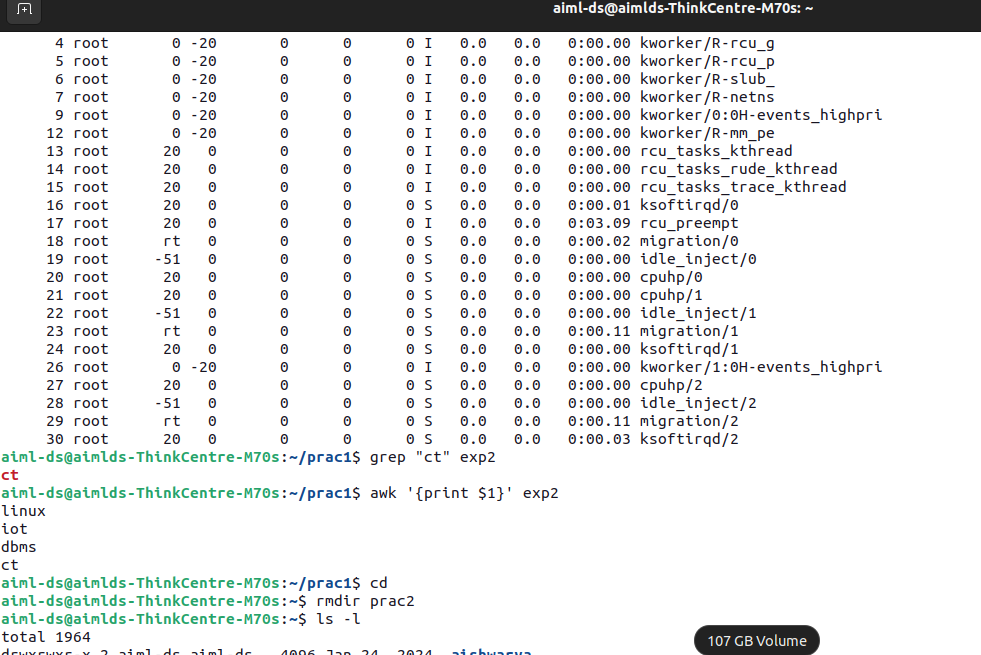 aiml-ds@aimlds-ThinkCentre-M70s: ~
4 root 0 -20 0 0 0 I 0.0 0.0 0:00.00 kworker/R-rcu_g
5 root 0 -20 0 0 0 I 0.0 0.0 0:00.00 kworker/R-rcu_p
6 root 0 -20 0 0 0 I 0.0 0.0 0:00.00 kworker/R-slub_
7 root 0 -20 0 0 0 I 0.0 0.0 0:00.00 kworker/R-netns
9 root 0 -20 0 0 0 I 0.0 0.0 0:00.00 kworker/0:0H-events_highpri
12 root 0 -20 0 0 0 I 0.0 0.0 0:00.00 kworker/R-mm_pe
13 root 20 0 0 0 0 I 0.0 0.0 0:00.00 rcu_tasks_kthread
14 root 20 0 0 0 0 I 0.0 0.0 0:00.00 rcu_tasks_rude_kthread
15 root 20 0 0 0 0 I 0.0 0.0 0:00.00 rcu_tasks_trace_kthread
16 root 20 0 0 0 0 S 0.0 0.0 0:00.01 ksoftirqd/0
17 root 20 0 0 0 0 I 0.0 0.0 0:03.09 rcu_preempt
18 root rt 0 0 0 0 S 0.0 0.0 0:00.02 migration/0
19 root -51 0 0 0 0 S 0.0 0.0 0:00.00 idle_inject/0
20 root 20 0 0 0 0 S 0.0 0.0 0:00.00 cpuhp/0
21 root 20 0 0 0 0 S 0.0 0.0 0:00.00 cpuhp/1
22 root -51 0 0 0 0 S 0.0 0.0 0:00.00 idle_inject/1
23 root rt 0 0 0 0 S 0.0 0.0 0:00.11 migration/1
24 root 20 0 0 0 0 S 0.0 0.0 0:00.00 ksoftirqd/1
26 root 0 -20 0 0 0 I 0.0 0.0 0:00.00 kworker/1:0H-events_highpri
27 root 20 0 0 0 0 S 0.0 0.0 0:00.00 cpuhp/2
28 root -51 0 0 0 0 S 0.0 0.0 0:00.00 idle_inject/2
29 root rt 0 0 0 0 S 0.0 0.0 0:00.11 migration/2
30 root 20 0 0 0 0 S 0.0 0.0 0:00.03 ksoftirqd/2
aiml-ds@aimlds-ThinkCentre-M70s:~/prac1$ grep "ct" exp2
ct
aiml-ds@aimlds-ThinkCentre-M70s:~/prac1$ awk '{print $1}' exp2
linux
iot
dbms
ct
aiml-ds@aimlds-ThinkCentre-M70s:~/prac1$ cd
aiml-ds@aimlds-ThinkCentre-M70s:~$ rmdir prac2
aiml-ds@aimlds-ThinkCentre-M70s:~$ ls -l
total 1964
drwxrwxr-x 2 aiml-ds aiml-ds 4096 Jan 24 2024 aishwarya
107 GB Volume